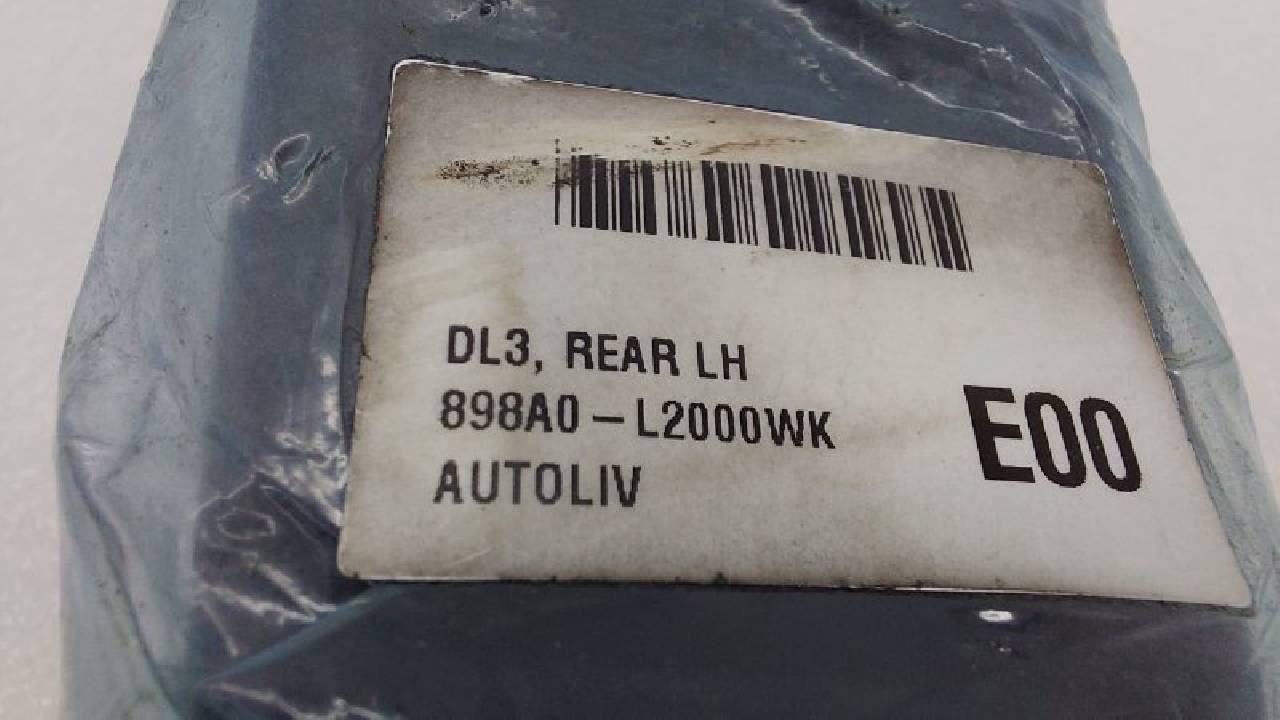 DL3, REAR LH
898A0-L2000WK
AUTOLIV
E00